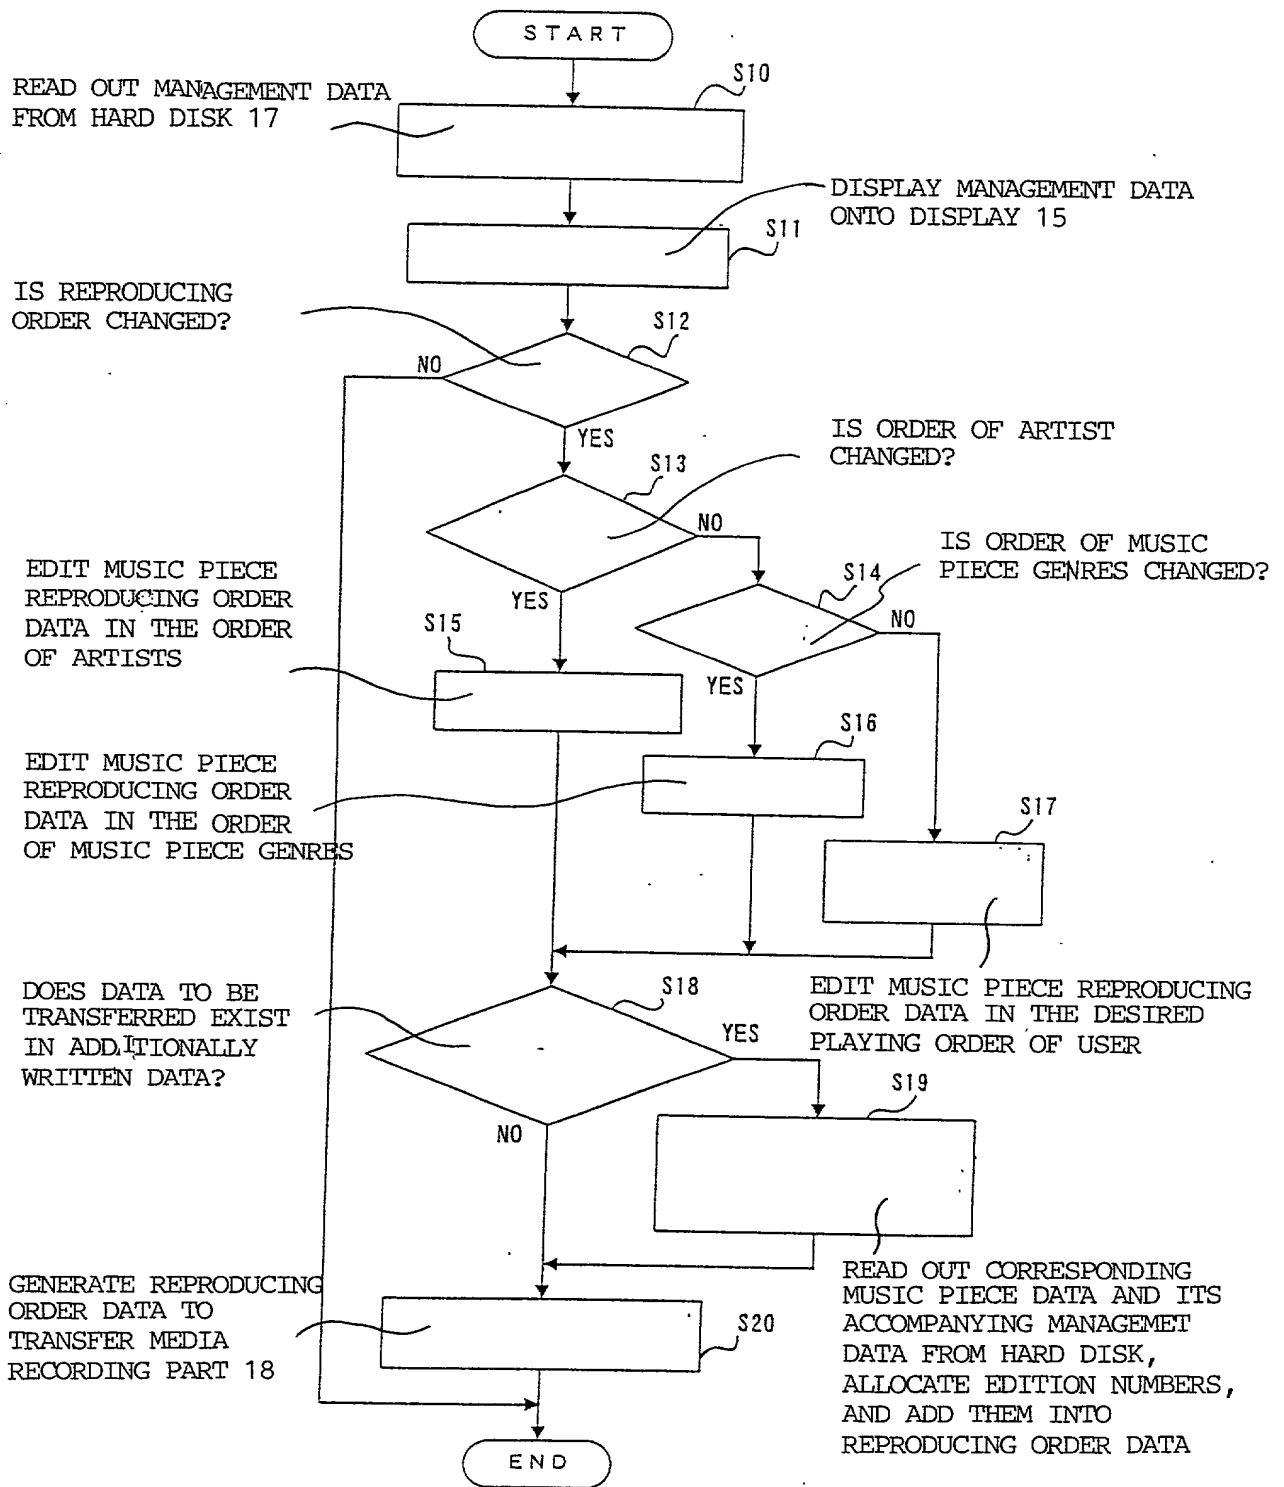 START
S10
READ OUT MANAGEMENT DATA
FROM HARD DISK 17
DISPLAY MANAGEMENT DATA
ONTO DISPLAY 15
S11
IS REPRODUCING
ORDER CHANGED?
S12
NO
YES
IS ORDER OF ARTIST
CHANGED?
S13
NO
YES
IS ORDER OF MUSIC
PIECE GENRES CHANGED?
S14
NO
YES
EDIT MUSIC PIECE
REPRODUCING ORDER
DATA IN THE ORDER
OF ARTISTS
S15
S16
EDIT MUSIC PIECE
REPRODUCING ORDER
DATA IN THE ORDER
OF MUSIC PIECE GENRES
S17
EDIT MUSIC PIECE REPRODUCING
ORDER DATA IN THE DESIRED
PLAYING ORDER OF USER
DOES DATA TO BE
TRANSFERRED EXIST
IN ADDITIONALLY
WRITTEN DATA?
S18
YES
NO
S19
READ OUT CORRESPONDING
MUSIC PIECE DATA AND ITS
ACCOMPANYING MANAGEMET
DATA FROM HARD DISK,
ALLOCATE EDITION NUMBERS,
AND ADD THEM INTO
REPRODUCING ORDER DATA
GENERATE REPRODUCING
ORDER DATA TO
TRANSFER MEDIA
RECORDING PART 18
S20
END